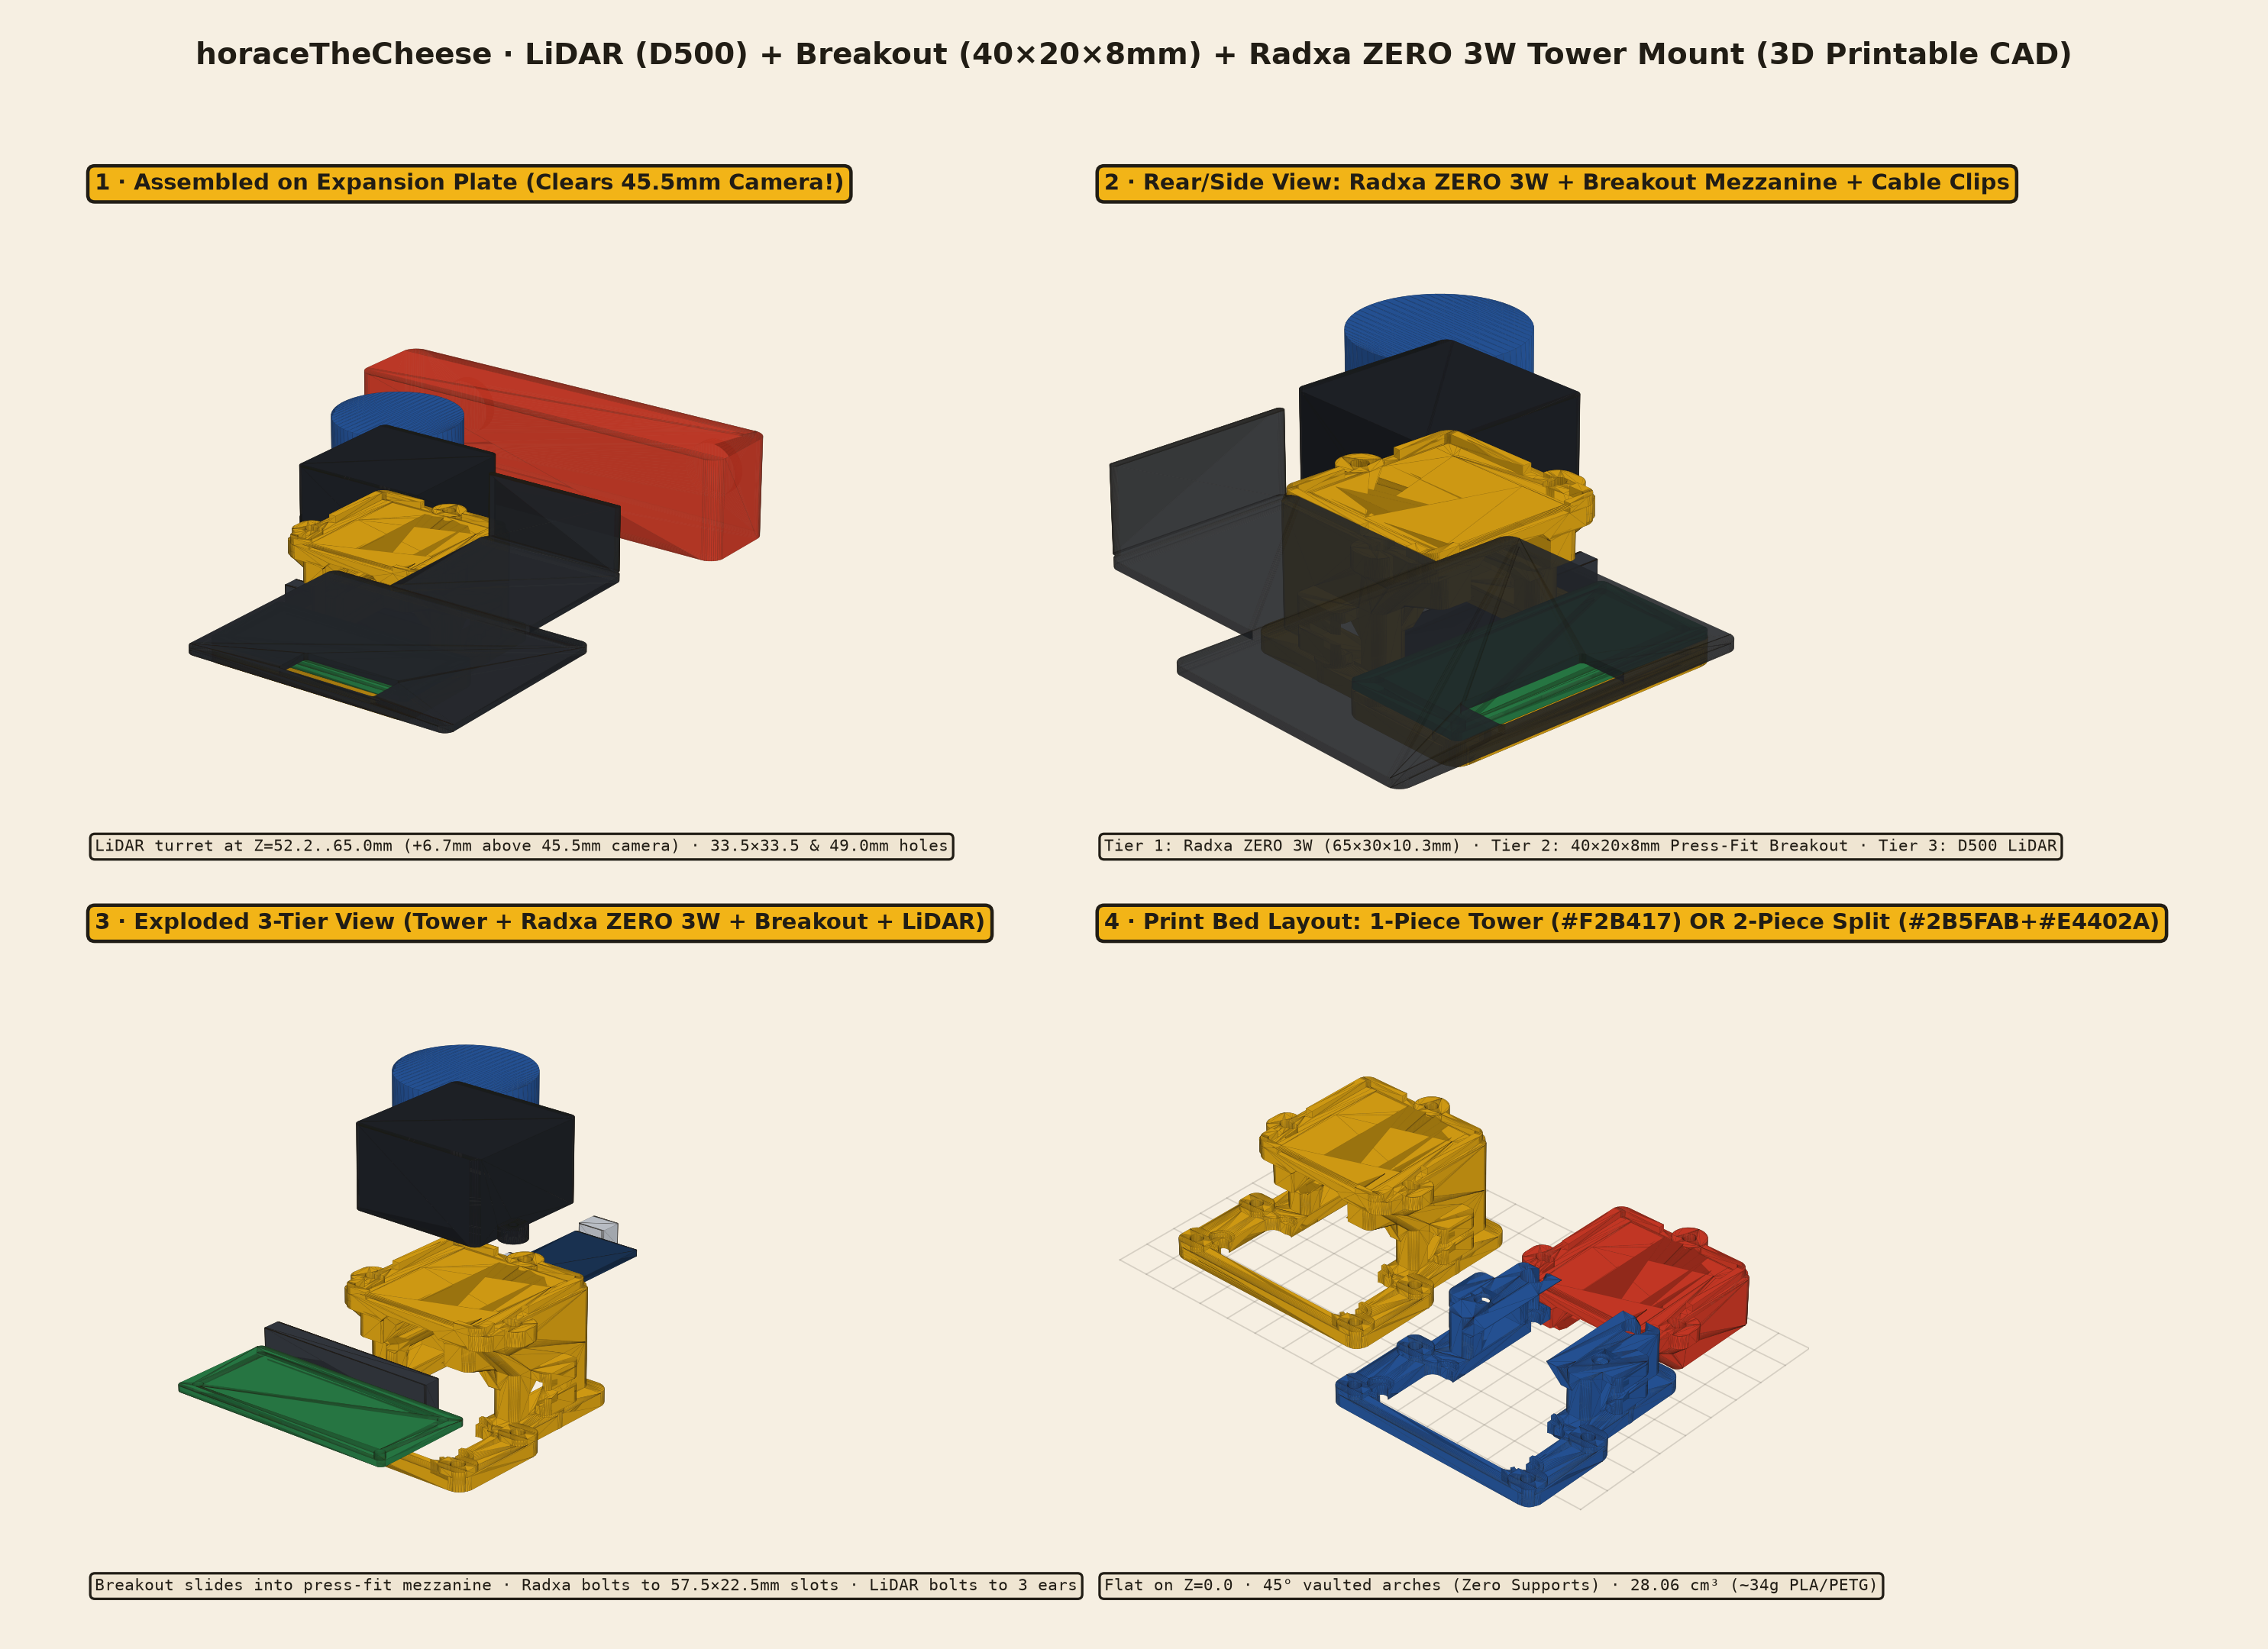 horaceTheCheese · LiDAR (D500) + Breakout (40×20×8mm) + Radxa ZERO 3W Tower Mount (3D Printable CAD)
1 · Assembled on Expansion Plate (Clears 45.5mm Camera!)
2 · Rear/Side View: Radxa ZERO 3W + Breakout Mezzanine + Cable Clips
LiDAR turret at Z=52.2..65.0mm (+6.7mm above 45.5mm camera) · 33.5×33.5 & 49.0mm holes
Tier 1: Radxa ZERO 3W (65×30×10.3mm) · Tier 2: 40×20×8mm Press-Fit Breakout · Tier 3: D500 LiDAR
3 · Exploded 3-Tier View (Tower + Radxa ZERO 3W + Breakout + LiDAR)
4 · Print Bed Layout: 1-Piece Tower (#F2B417) OR 2-Piece Split (#2B5FAB+#E4402A)
Breakout slides into press-fit mezzanine · Radxa bolts to 57.5×22.5mm slots · LiDAR bolts to 3 ears
Flat on Z=0.0 · 45° vaulted arches (Zero Supports) · 28.06 cm³ (~34g PLA/PETG)